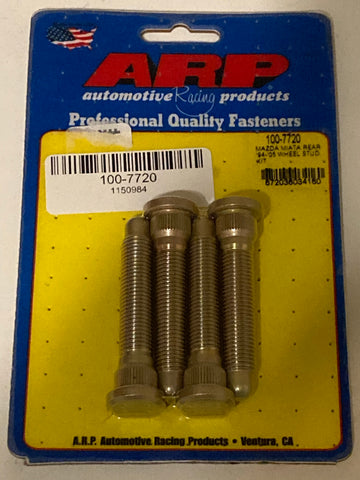 ARP
automotive Racing products
Professional Quality Fasteners
100-7720
MAZDA MIATA REAR
'94-'05 WHEEL STUD
KIT
672036034160
100-7720
1150984
A.R.P. Automotive Racing Products • Ventura, CA